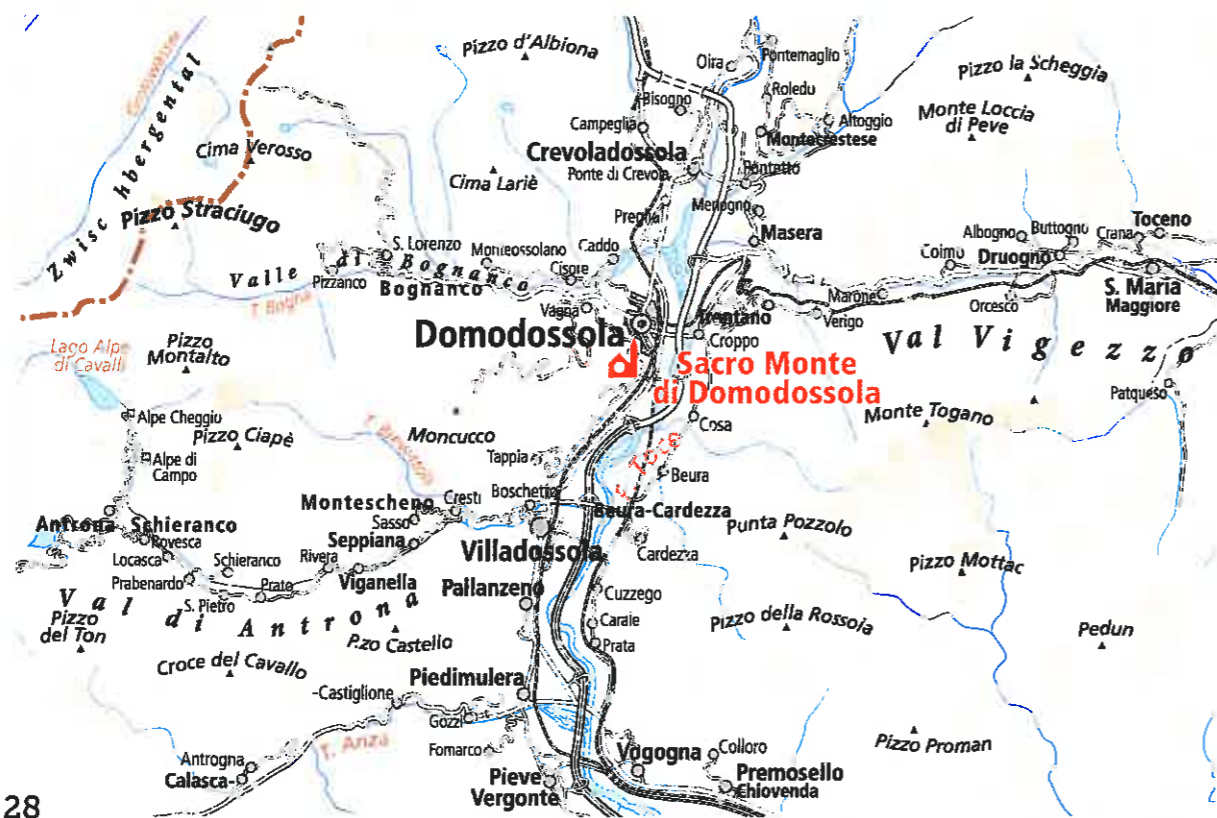 Pizzo d'Albiona
Oira
Pontemaglio
Pizzo la Scheggia
Zwisc hbergental
Bisogno
Roledu
Campeglia
Altoggio
Monte Loccia
di Peve
Cima Verosso
Montecrestese
Crevoladossola
Cima Lariè
Ponte di Crevola
Pontetto
Pizzo Straciugo
Preglia
Menogno
Masera
Toceno
Albogno
Buttogno
Crana
S. Lorenzo
Monteossolano
Caddo
Coimo
Druogno
Valle di Bognanco
Pizzanco
Cisore
Bognanco
S. Maria
Maggiore
T. Bogna
Vagna
Marone
Orcesco
Trontano
Verigo
Domodossola
Croppo
Val Vigezzo
Pizzo
Montalto
Lago Alpe
di Cavalli
Sacro Monte
di Domodossola
Patqueso
Alpe Cheggio
Pizzo Ciapè
Moncucco
Cosa
Monte Togano
Alpe di
Campo
Tappia
Toce
Beura
Montescheno
Cresti
Boschetto
Antrona
Schieranco
Sasso
Beura-Cardezza
Punta Pozzolo
Rovesca
Seppiana
Villadossola
Cardezza
Locasca
Schieranco
Rivera
Pizzo Mottac
Prabenardo
Prato
Viganella
Pallanzeno
Cuzzego
S. Pietro
Val di Antrona
Pizzo
del Ton
P.zo Castello
Caraie
Pizzo della Rossola
Pedun
Prata
Croce del Cavallo
Piedimulera
-Castiglione
Gozzi
T. Anza
Fomarco
Pizzo Proman
Antrogna
Calasca-
Vogogna
Colloro
Pieve
Vergonte
Premosello
Chiovenda
28